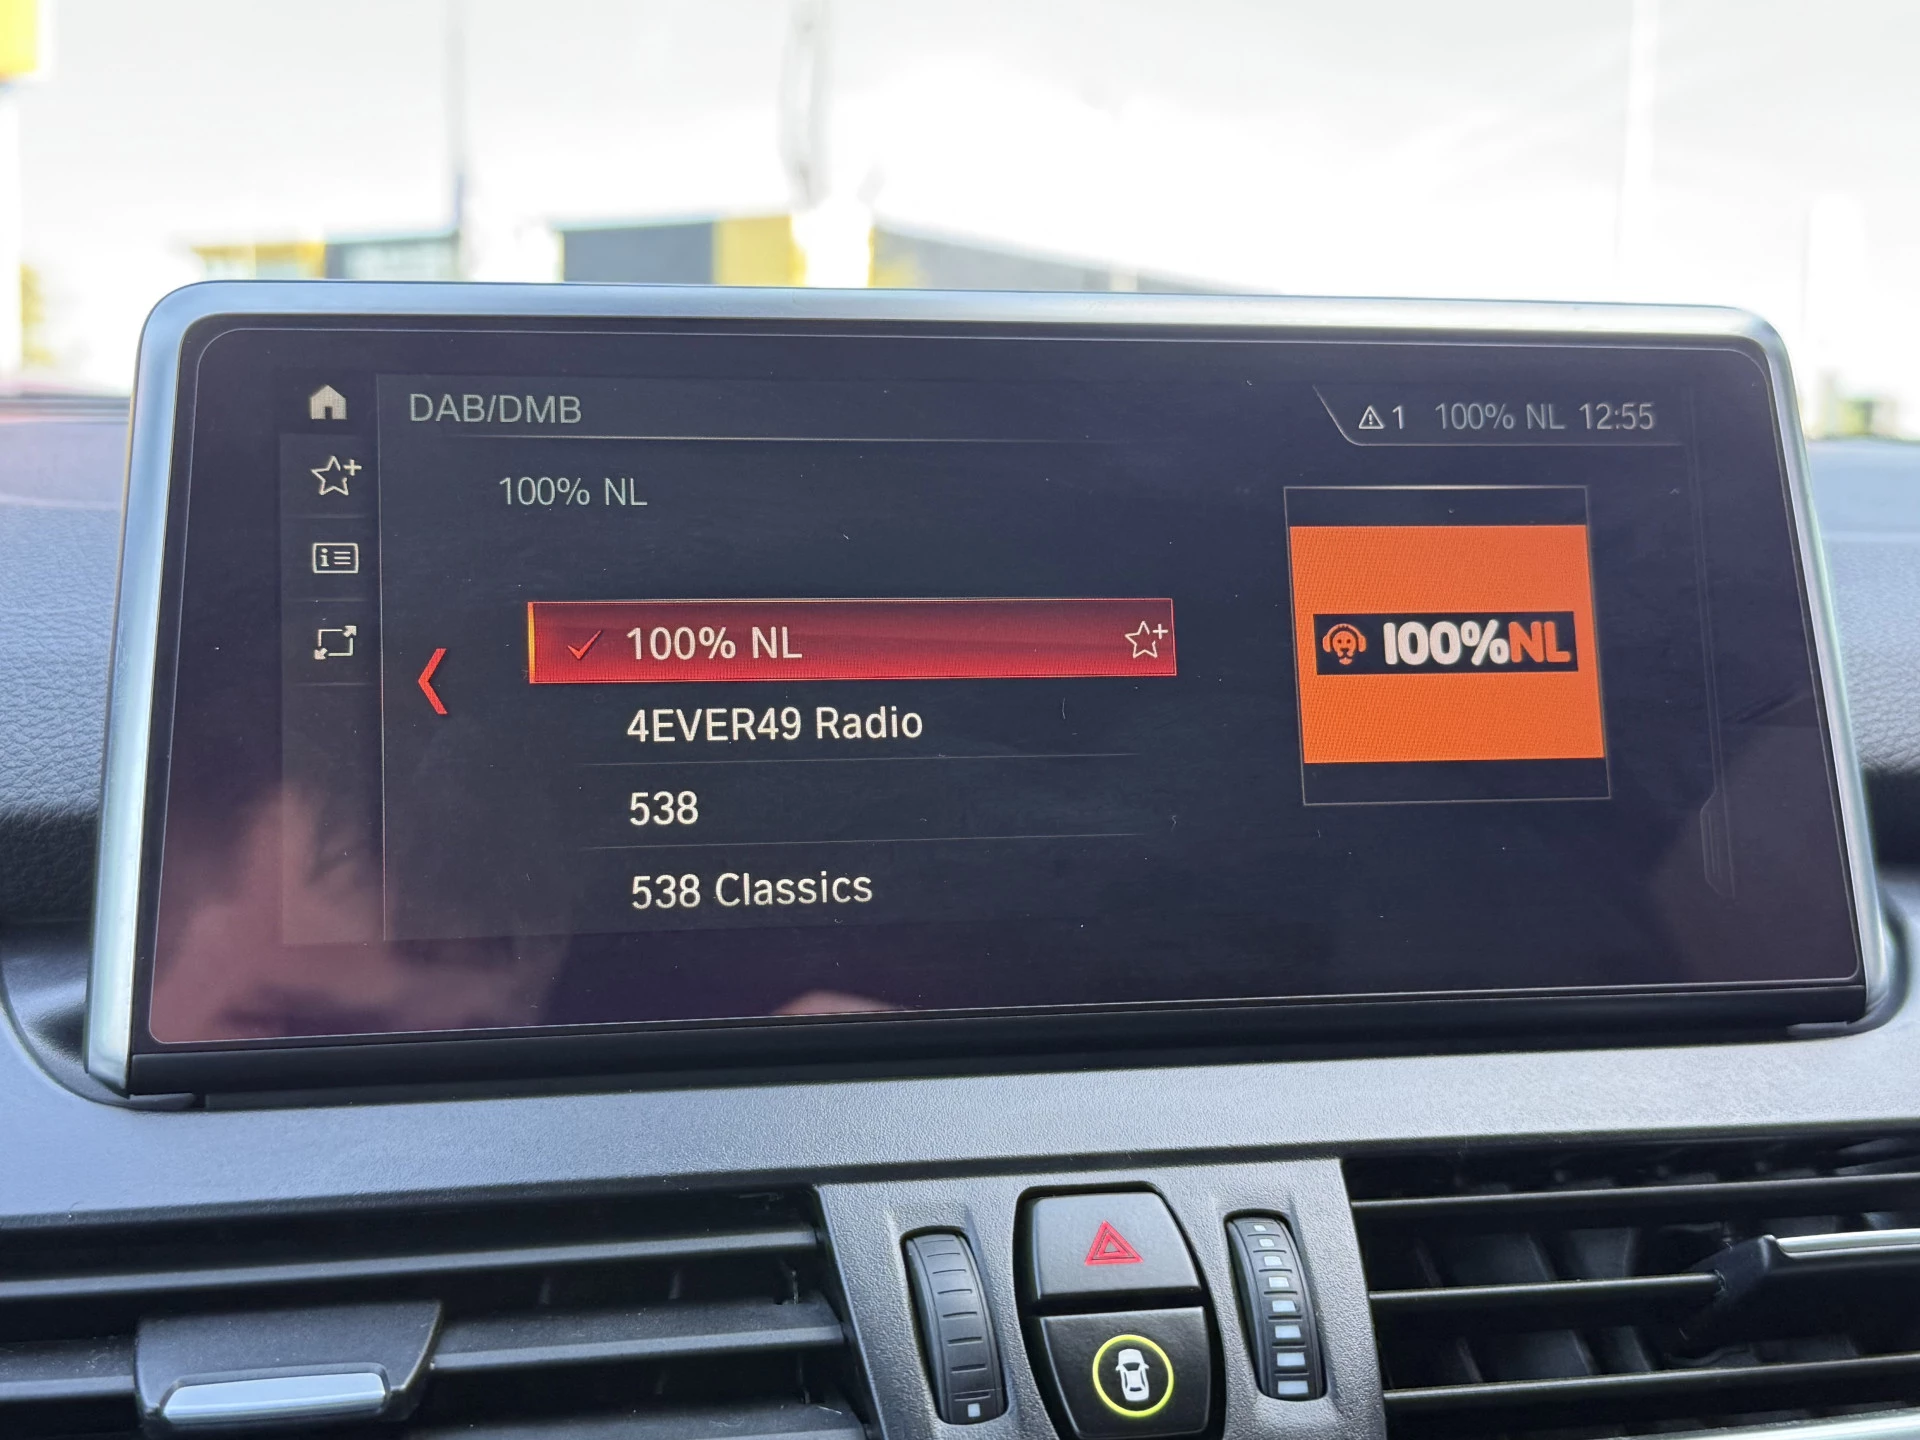 DAB/DMB
1 100% NL 12:55
100% NL
100% NL
4EVER49 Radio
538
538 Classics
100%NL